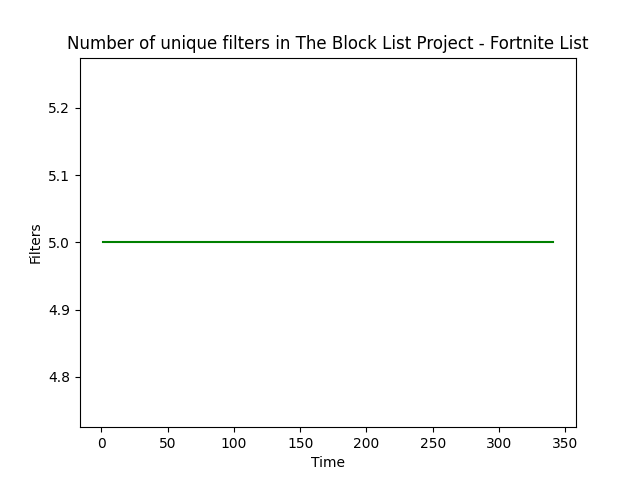 Number of unique filters in The Block List Project - Fortnite List
5.2
5.1
5.0
4.9
4.8
Filters
0 50 100 150 200 250 300 350
Time